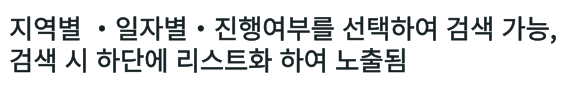 지역별 • 일자별 • 진행여부를 선택하여 검색 가능,
검색 시 하단에 리스트화 하여 노출됨